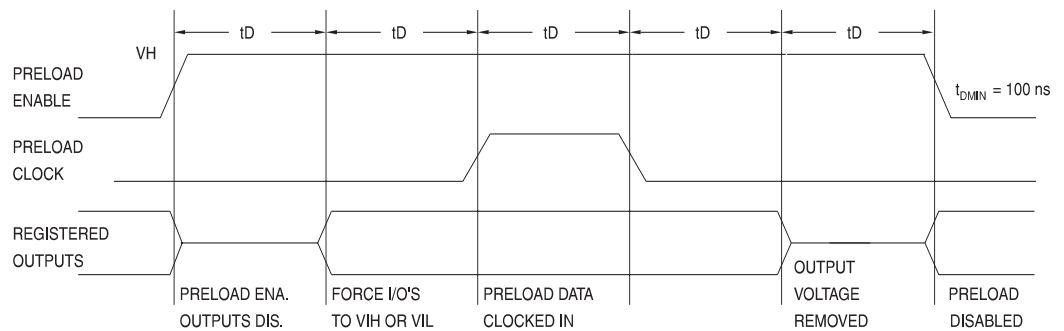 tD tD tD tD tD
VH
PRELOAD
ENABLE
tDMIN = 100 ns
PRELOAD
CLOCK
REGISTERED
OUTPUTS
PRELOAD ENA.
OUTPUTS DIS.
FORCE I/O'S
TO VIH OR VIL
PRELOAD DATA
CLOCKED IN
OUTPUT
VOLTAGE
REMOVED
PRELOAD
DISABLED